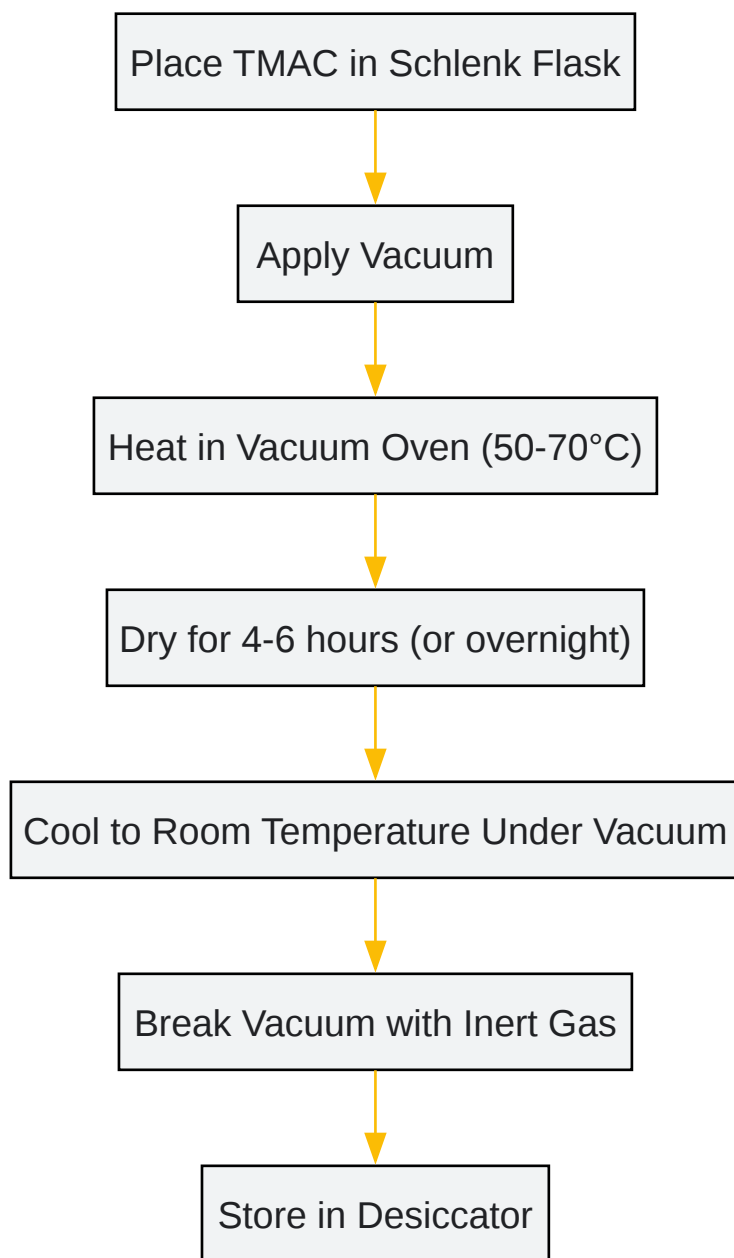 Place TMAC in Schlenk Flask
Apply Vacuum
Heat in Vacuum Oven (50-70°C)
Dry for 4-6 hours (or overnight)
Cool to Room Temperature Under Vacuum
Break Vacuum with Inert Gas
Store in Desiccator